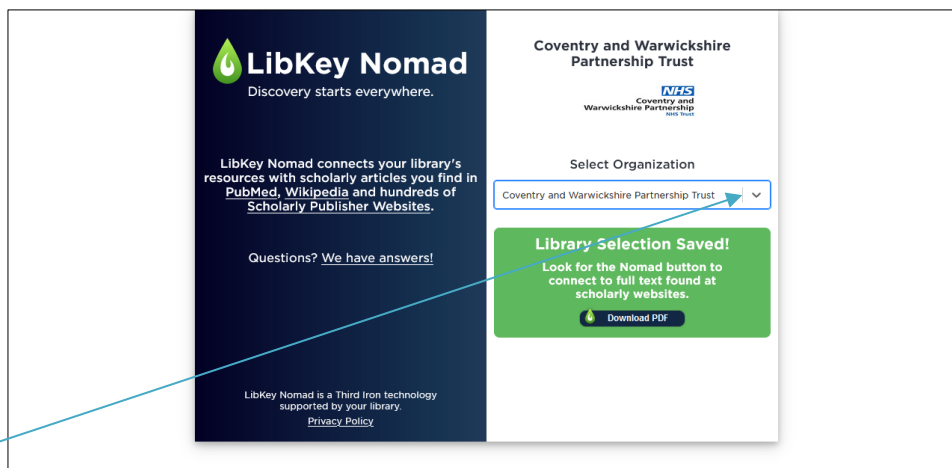 LibKey Nomad
Discovery starts everywhere.
LibKey Nomad connects your library's
resources with scholarly articles you find in
PubMed, Wikipedia and hundreds of
Scholarly Publisher Websites.
Questions? We have answers!
LibKey Nomad is a Third Iron technology
supported by your library.
Privacy Policy
Coventry and Warwickshire
Partnership Trust
NHS
Coventry and
Warwickshire Partnership
NHS Trust
Select Organization
Coventry and Warwickshire Partnership Trust
Library Selection Saved!
Look for the Nomad button to
connect to full text found at
scholarly websites.
Download PDF